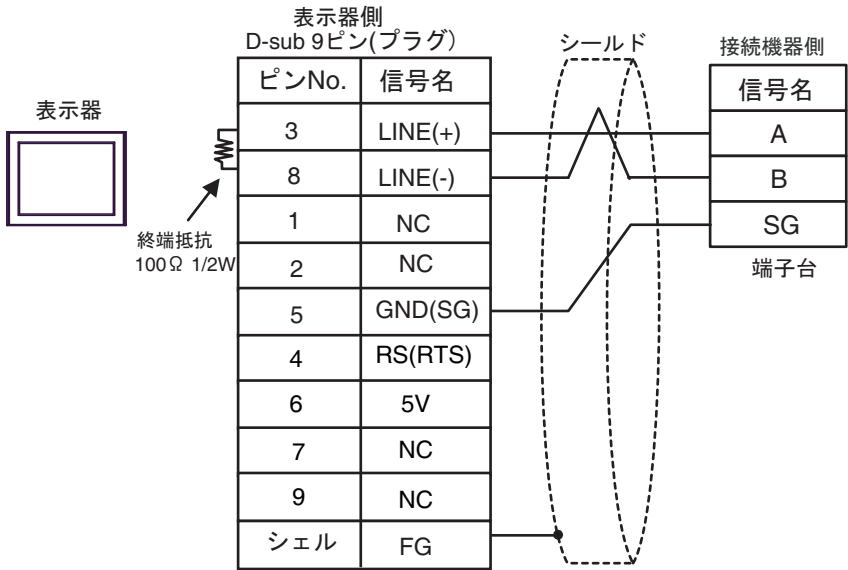 表示器側
D-sub 9ピン(プラグ)
シールド
接続機器側
ピンNo. 信号名
信号名
表示器
3 LINE(+)
A
8 LINE(-)
B
1 NC
SG
終端抵抗
100Ω 1/2W
2 NC
端子台
5 GND(SG)
4 RS(RTS)
6 5V
7 NC
9 NC
シェル FG